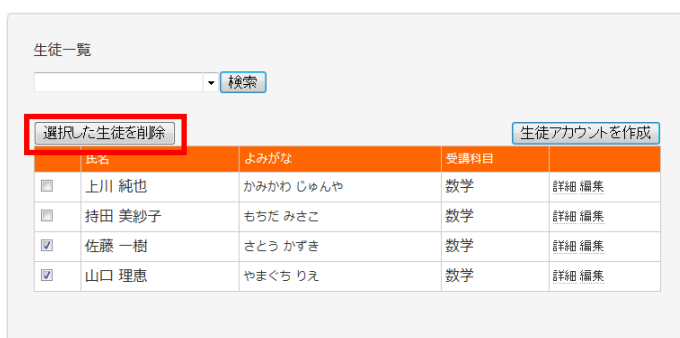 生徒一覧
検索
選択した生徒を削除 生徒アカウントを作成
氏名 よみがな 受講科目
上川 純也 かみかわ じゅんや 数学 詳細 編集
持田 美紗子 もちだ みさこ 数学 詳細 編集
佐藤 一樹 さとう かずき 数学 詳細 編集
山口 理恵 やまぐち りえ 数学 詳細 編集